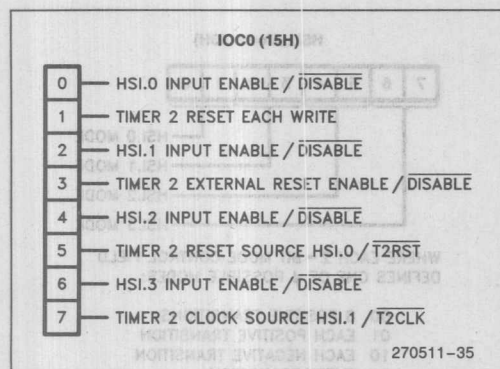 IOC0 (15H)
0 HSI.0 INPUT ENABLE / DISABLE
1 TIMER 2 RESET EACH WRITE
2 HSI.1 INPUT ENABLE / DISABLE
3 TIMER 2 EXTERNAL RESET ENABLE / DISABLE
4 HSI.2 INPUT ENABLE / DISABLE
5 TIMER 2 RESET SOURCE HSI.0 / T2RST
6 HSI.3 INPUT ENABLE / DISABLE
7 TIMER 2 CLOCK SOURCE HSI.1 / T2CLK
270511-35